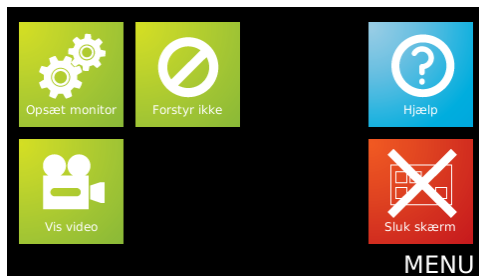 Opsæt monitor
Forstyr ikke
Hjælp
Vis video
Sluk skærm
MENU